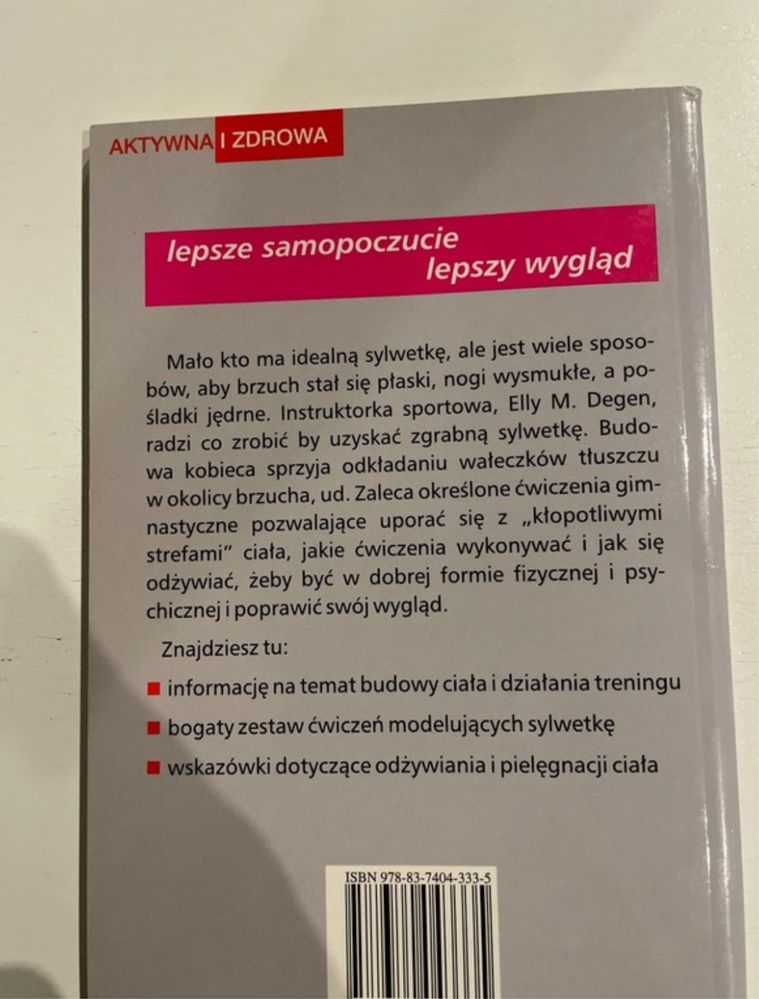 AKTYWNA I ZDROWA
lepsze samopoczucie
lepszy wygląd
Mało kto ma idealną sylwetkę, ale jest wiele sposo-
bów, aby brzuch stał się płaski, nogi wysmukłe, a po-
śladki jędrne. Instruktorka sportowa, Elly M. Degen,
radzi co zrobić by uzyskać zgrabną sylwetkę. Budo-
wa kobieca sprzyja odkładaniu wałeczków tłuszczu
w okolicy brzucha, ud. Zaleca określone ćwiczenia gim-
nastyczne pozwalające uporać się z „kłopotliwymi
strefami” ciała, jakie ćwiczenia wykonywać i jak się
odżywiać, żeby być w dobrej formie fizycznej i psy-
chicznej i poprawić swój wygląd.
Znajdziesz tu:
informację na temat budowy ciała i działania treningu
bogaty zestaw ćwiczeń modelujących sylwetkę
wskazówki dotyczące odżywiania i pielęgnacji ciała
ISBN 978-83-7404-333-5